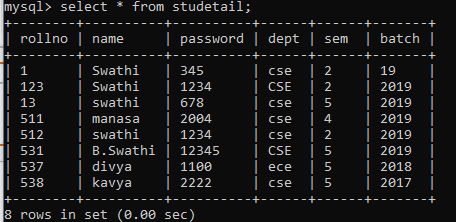 mysql> select * from studetail;
+--------+----------+----------+------+-----+-------+
| rollno | name     | password | dept | sem | batch |
+--------+----------+----------+------+-----+-------+
| 1      | Swathi   | 345      | cse  | 2   | 19    |
| 123    | Swathi   | 1234     | CSE  | 2   | 2019  |
| 13     | swathi   | 678      | cse  | 5   | 2019  |
| 511    | manasa   | 2004     | cse  | 4   | 2019  |
| 512    | swathi   | 1234     | cse  | 2   | 2019  |
| 531    | B.Swathi | 12345    | CSE  | 5   | 2019  |
| 537    | divya    | 1100     | ece  | 5   | 2018  |
| 538    | kavya    | 2222     | cse  | 5   | 2017  |
+--------+----------+----------+------+-----+-------+
8 rows in set (0.00 sec)